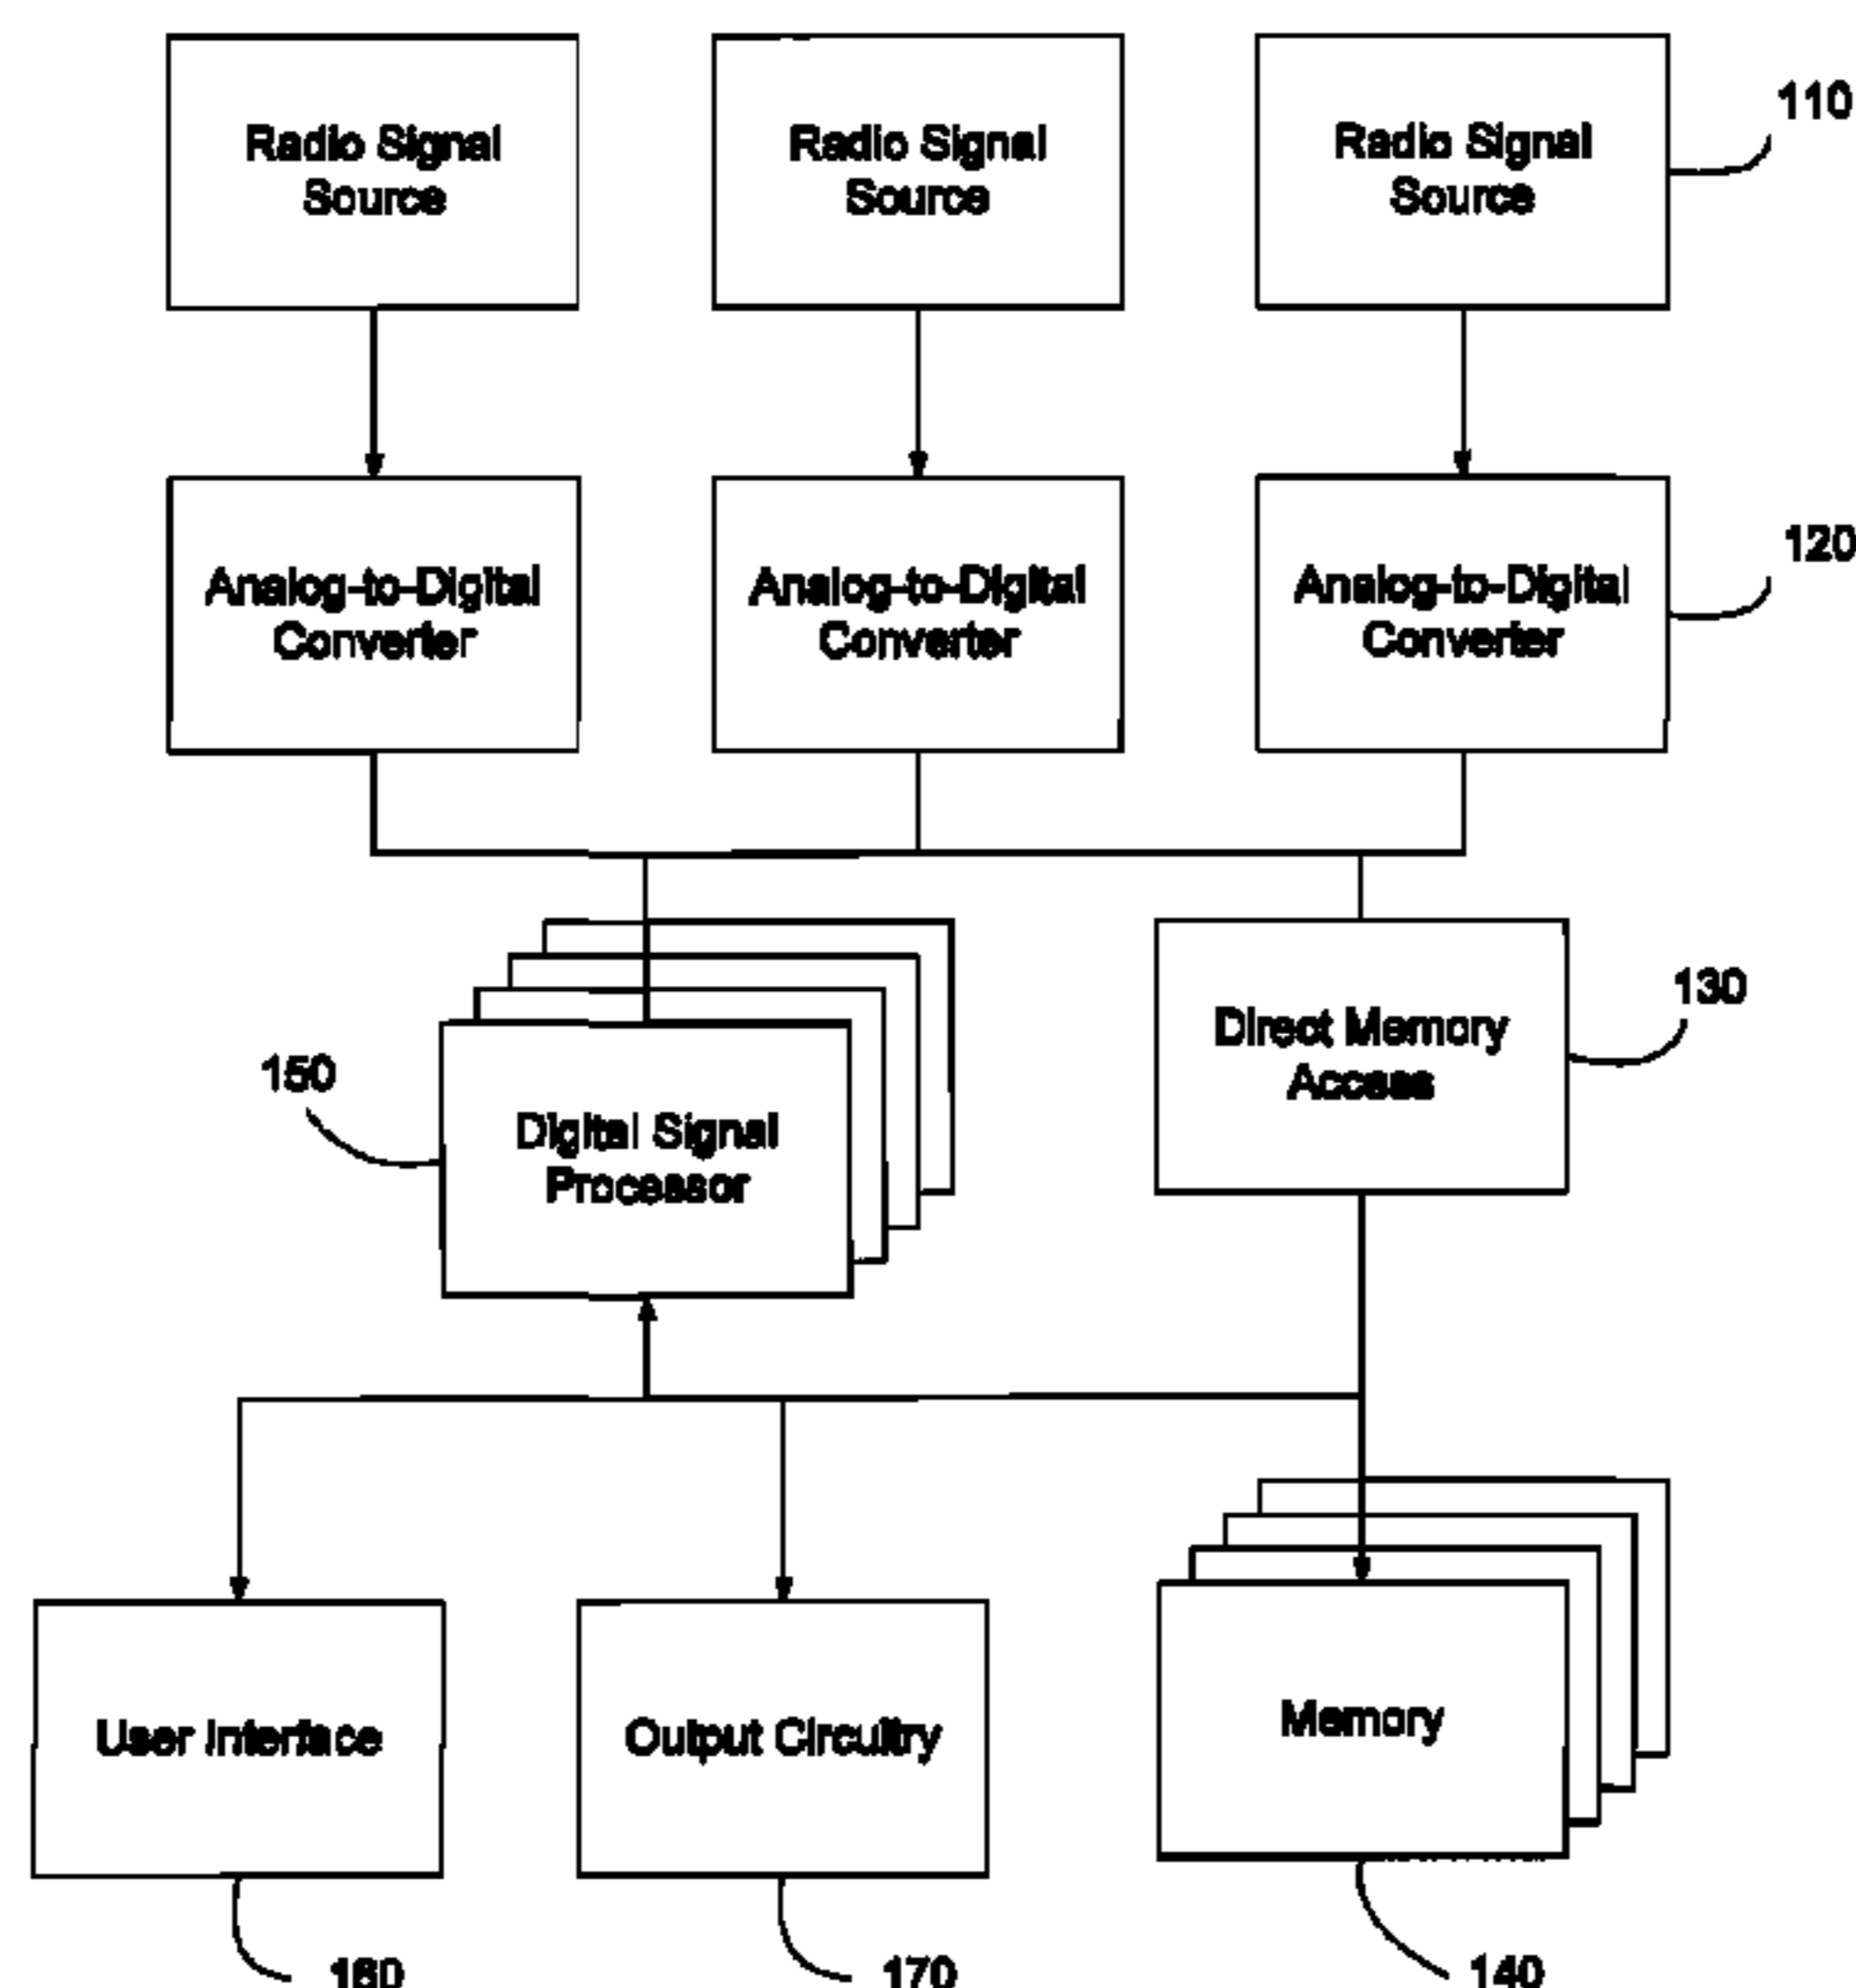 Radio Signal
Source
Radio Signal
Source
Radio Signal
Source
110
Analog-to-Digital
Converter
Analog-to-Digital
Converter
Analog-to-Digital
Converter
120
130
Direct Memory
Access
150
Digital Signal
Processor
User Interface
Output Circuitry
Memory
160
170
140